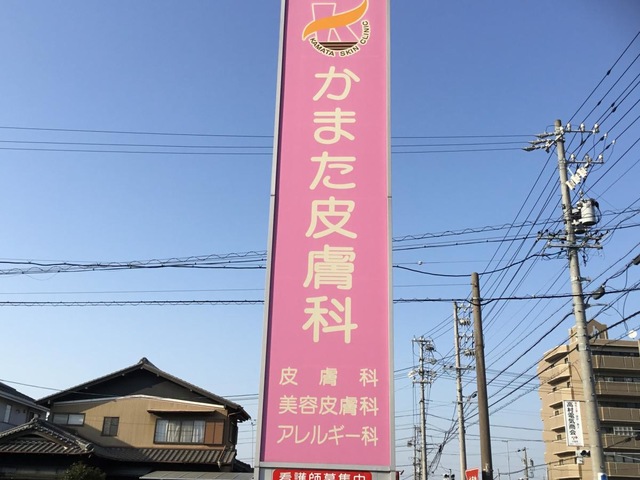 KAMATA SKIN CLINIC
かまた皮膚科
皮膚科
美容皮膚科
アレルギー科
看護師募集中